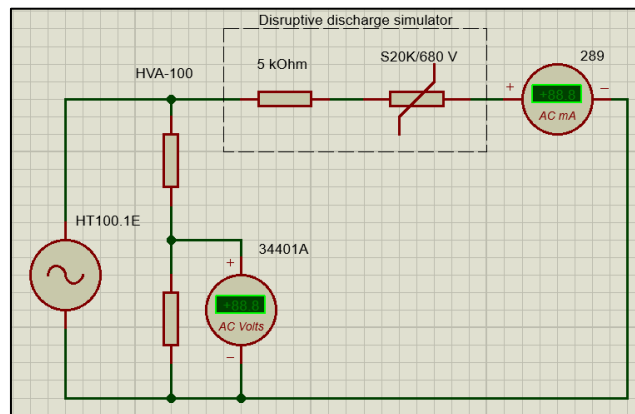 Disruptive discharge simulator
5 kOhm
S20K/680 V
289
HVA-100
+ −
+88.8
AC mA
HT100.1E
34401A
+
+88.8
AC Volts
−